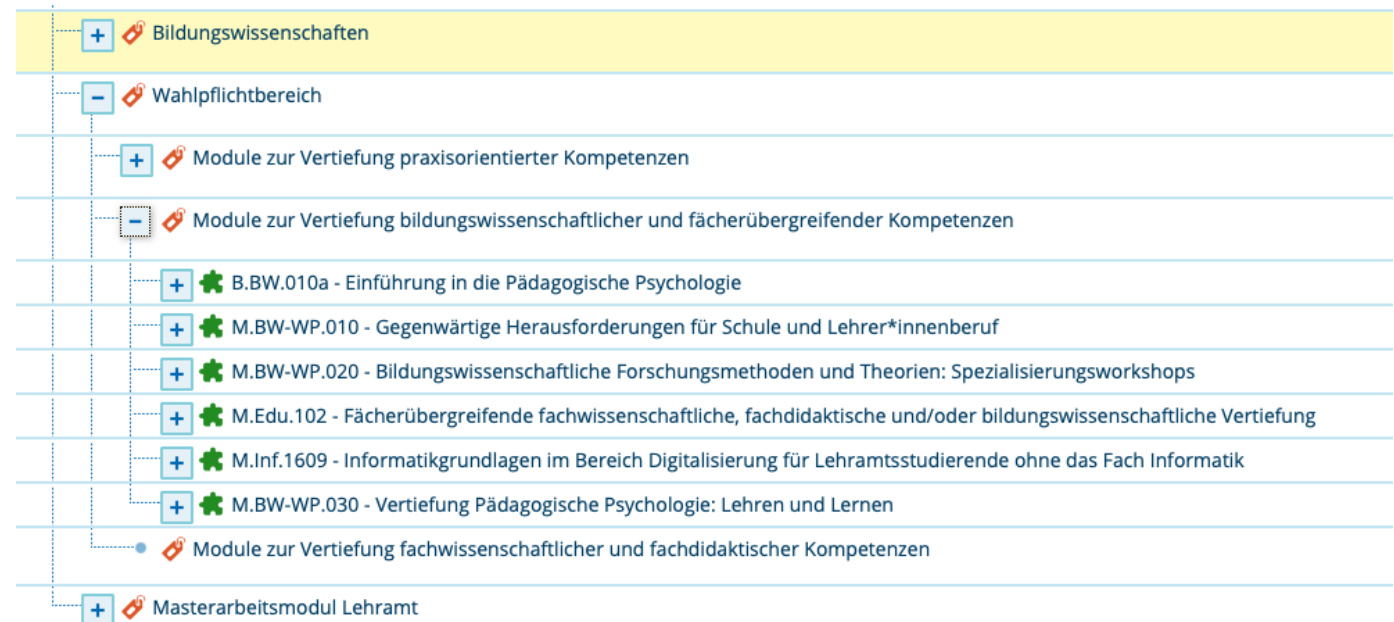 Bildungswissenschaften
Wahlpflichtbereich
Module zur Vertiefung praxisorientierter Kompetenzen
Module zur Vertiefung bildungswissenschaftlicher und fächerübergreifender Kompetenzen
B.BW.010a - Einführung in die Pädagogische Psychologie
M.BW-WP.010 - Gegenwärtige Herausforderungen für Schule und Lehrer*innenberuf
M.BW-WP.020 - Bildungswissenschaftliche Forschungsmethoden und Theorien: Spezialisierungsworkshops
M.Edu.102 - Fächerübergreifende fachwissenschaftliche, fachdidaktische und/oder bildungswissenschaftliche Vertiefung
M.Inf.1609 - Informatikgrundlagen im Bereich Digitalisierung für Lehramtsstudierende ohne das Fach Informatik
M.BW-WP.030 - Vertiefung Pädagogische Psychologie: Lehren und Lernen
Module zur Vertiefung fachwissenschaftlicher und fachdidaktischer Kompetenzen
Masterarbeitsmodul Lehramt